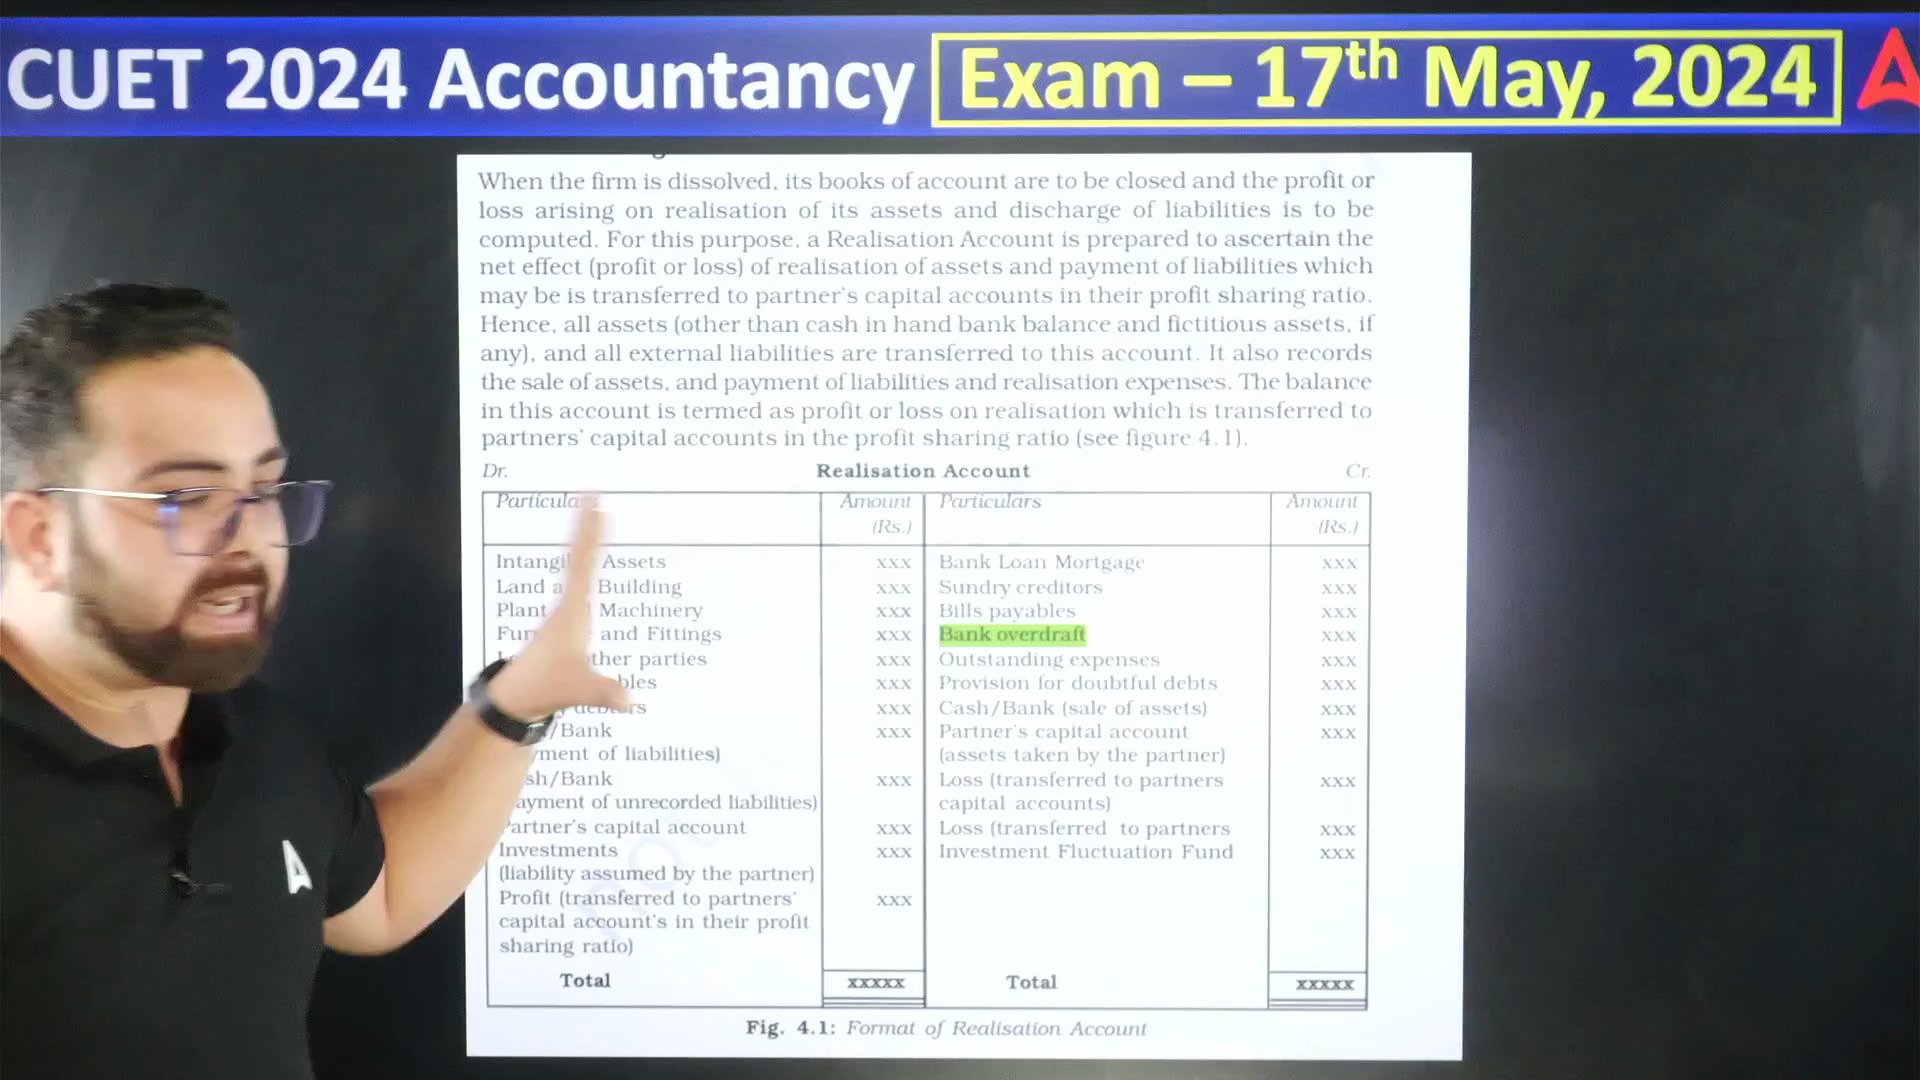 CUET 2024 Accountancy Exam – 17th May, 2024
When the firm is dissolved, its books of account are to be closed and the profit or
loss arising on realisation of its assets and discharge of liabilities is to be
computed. For this purpose, a Realisation Account is prepared to ascertain the
net effect (profit or loss) of realisation of assets and payment of liabilities which
may be is transferred to partner's capital accounts in their profit sharing ratio.
Hence, all assets (other than cash in hand bank balance and fictitious assets, if
any), and all external liabilities are transferred to this account. It also records
the sale of assets, and payment of liabilities and realisation expenses. The balance
in this account is termed as profit or loss on realisation which is transferred to
partners' capital accounts in the profit sharing ratio (see figure 4.1).
Dr. Realisation Account Cr.
Particulars Amount Particulars Amount
(Rs.) (Rs.)
Assets xxx Bank Loan Mortgage xxx
Land Building xxx Sundry creditors xxx
Plant Machinery xxx Bills payables xxx
and Fittings xxx Bank overdraft xxx
other parties xxx Outstanding expenses xxx
xxx Provision for doubtful debts xxx
xxx Cash/Bank (sale of assets) xxx
/Bank xxx Partner's capital account xxx
of liabilities) (assets taken by the partner)
/Bank xxx Loss (transferred to partners xxx
of unrecorded liabilities) capital accounts)
Partner's capital account xxx Loss (transferred to partners xxx
Investments xxx Investment Fluctuation Fund xxx
(liability assumed by the partner)
Profit (transferred to partners' xxx
capital account's in their profit
sharing ratio)
Total xxxxx Total xxxxx
Fig. 4.1: Format of Realisation Account